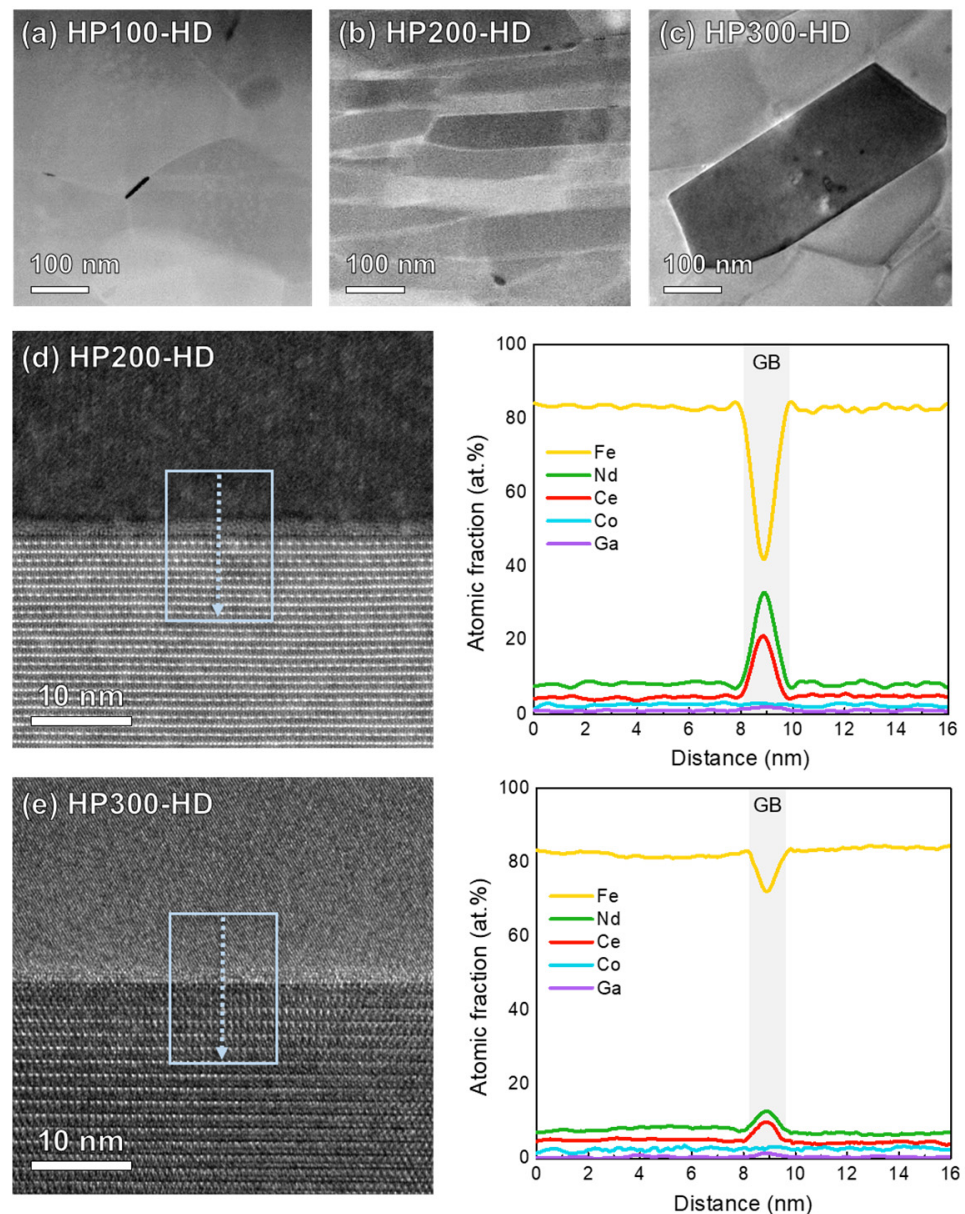 (a) HP100-HD
100 nm
(b) HP200-HD
100 nm
(c) HP300-HD
100 nm
(d) HP200-HD
10 nm
100
80
60
40
20
0
Atomic fraction (at.%)
GB
Fe
Nd
Ce
Co
Ga
0 2 4 6 8 10 12 14 16
Distance (nm)
(e) HP300-HD
10 nm
100
80
60
40
20
0
Atomic fraction (at.%)
GB
Fe
Nd
Ce
Co
Ga
0 2 4 6 8 10 12 14 16
Distance (nm)